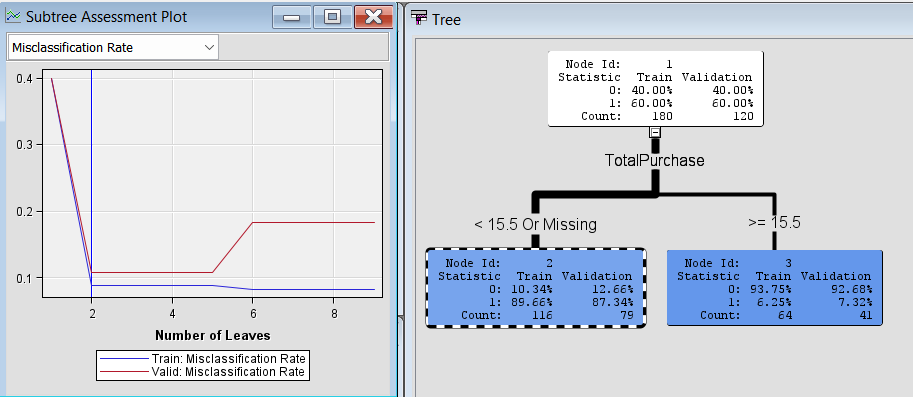 Subtree Assessment Plot
Misclassification Rate
0.4
0.3
0.2
0.1
2 4 6 8
Number of Leaves
Train: Misclassification Rate
Valid: Misclassification Rate
Tree
Node Id: 1
Statistic Train Validation
0: 40.00% 40.00%
1: 60.00% 60.00%
Count: 180 120
TotalPurchase
< 15.5 Or Missing
>= 15.5
Node Id: 2
Statistic Train Validation
0: 10.34% 12.66%
1: 89.66% 87.34%
Count: 116 79
Node Id: 3
Statistic Train Validation
0: 93.75% 92.68%
1: 6.25% 7.32%
Count: 64 41